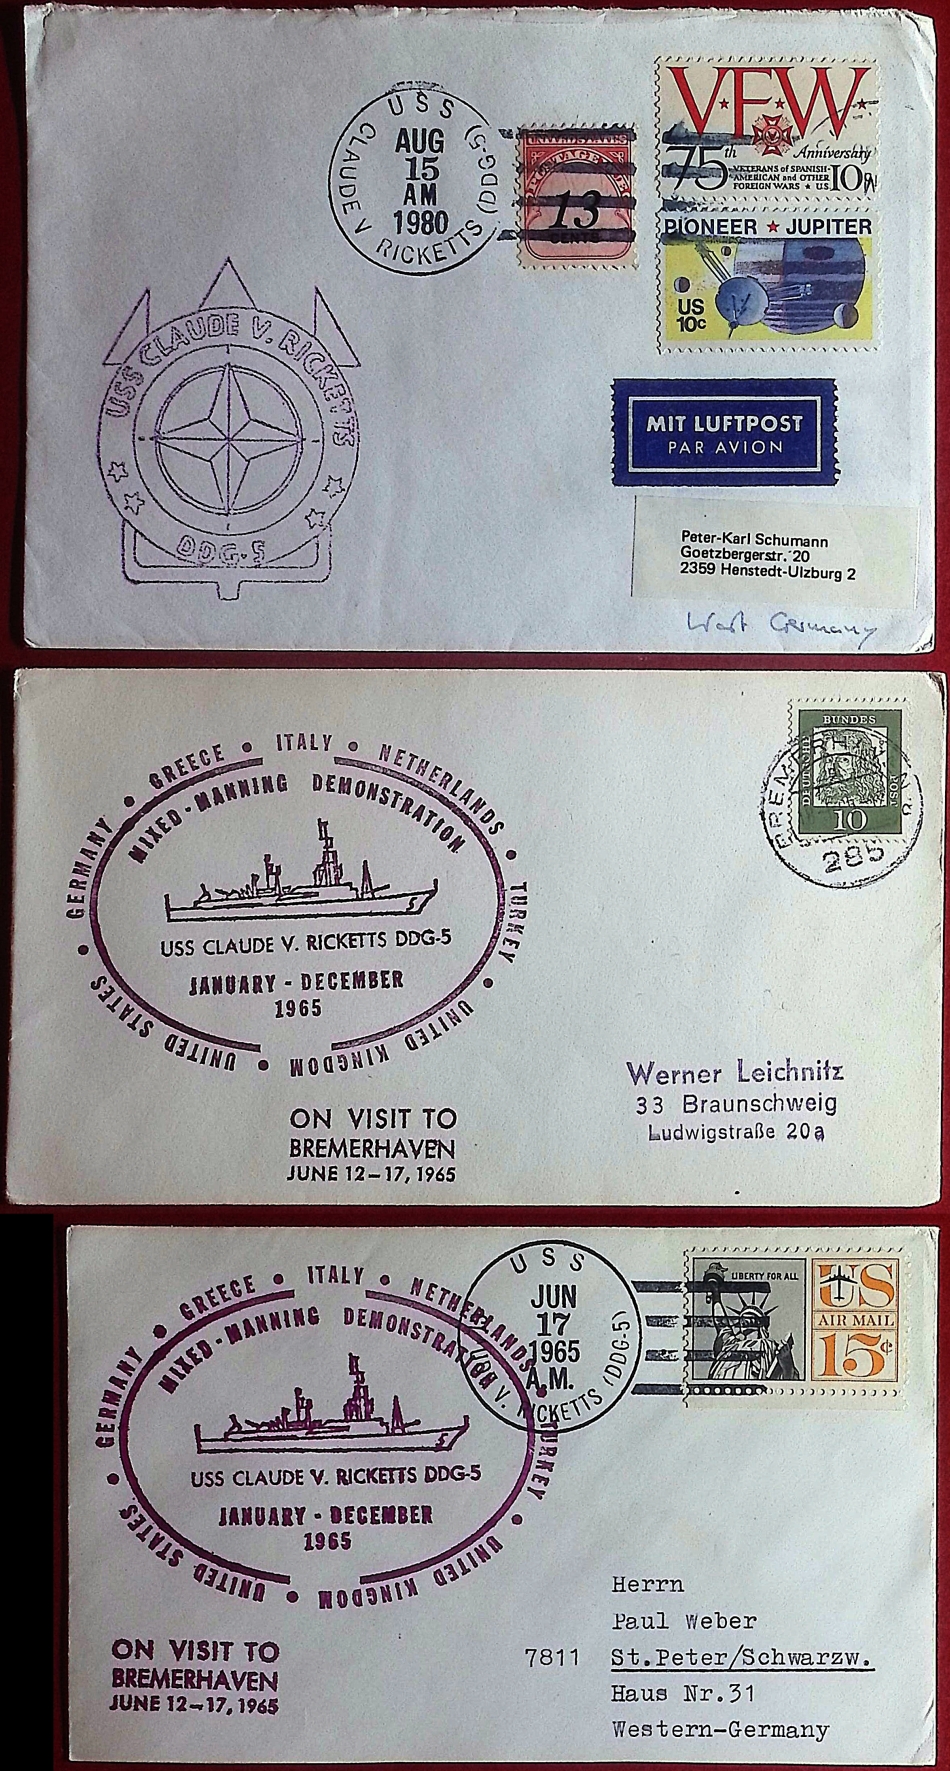 USS
CLAUDE V RICKETTS (DDG-5)
AUG
15
AM
1980
UNITED STATES
POSTAGE DUE
13
CENTS
VFW
75th Anniversary
VETERANS of SPANISH-
AMERICAN and OTHER
FOREIGN WARS ★ U.S. 10c
PIONEER ★ JUPITER
US
10c
USS CLAUDE V. RICKETTS
DDG-5
MIT LUFTPOST
PAR AVION
Peter-Karl Schumann
Goetzbergerstr. 20
2359 Henstedt-Ulzburg 2
West Germany
UNITED STATES • GERMANY • GREECE • ITALY • NETHERLANDS • TURKEY • UNITED KINGDOM •
MIXED-MANNING DEMONSTRATION
5
USS CLAUDE V. RICKETTS DDG-5
JANUARY - DECEMBER
1965
ON VISIT TO
BREMERHAVEN
JUNE 12-17, 1965
DEUTSCHE
BUNDES
POST
10
285
Werner Leichnitz
33 Braunschweig
Ludwigstraße 20a
UNITED STATES • GERMANY • GREECE • ITALY • NETHERLANDS • TURKEY • UNITED KINGDOM •
MIXED-MANNING DEMONSTRATION
5
USS CLAUDE V. RICKETTS DDG-5
JANUARY - DECEMBER
1965
ON VISIT TO
BREMERHAVEN
JUNE 12-17, 1965
USS
V. RICKETTS (DDG-5)
JUN
17
1965
A.M.
LIBERTY FOR ALL
US
AIR MAIL
15¢
Herrn
Paul Weber
7811 St.Peter/Schwarzw.
Haus Nr.31
Western-Germany